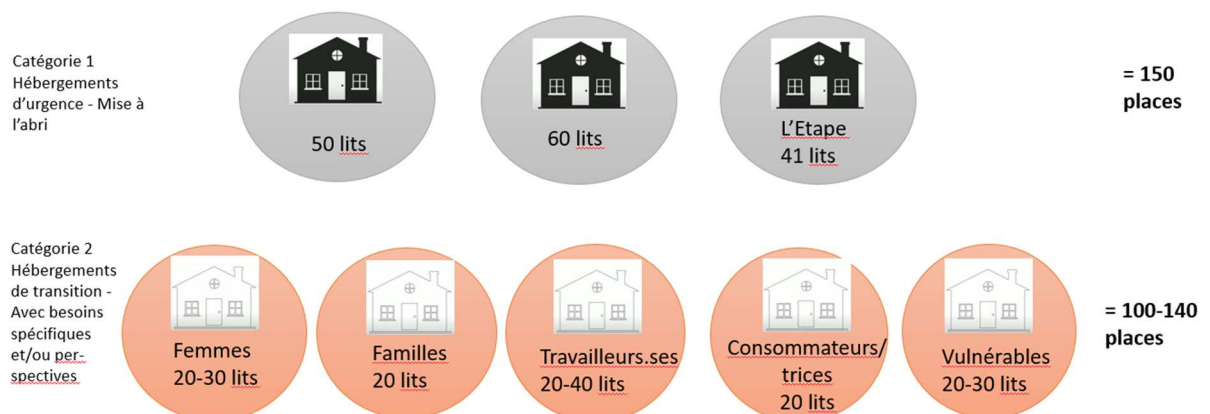 Catégorie 1
Hébergements
d'urgence - Mise à
l'abri
50 lits
60 lits
L'Etape
41 lits
= 150
places
Catégorie 2
Hébergements
de transition -
Avec besoins
spécifiques
et/ou per-
spectives
Femmes
20-30 lits
Familles
20 lits
Travailleurs.ses
20-40 lits
Consommateurs/
trices
20 lits
Vulnérables
20-30 lits
= 100-140
places